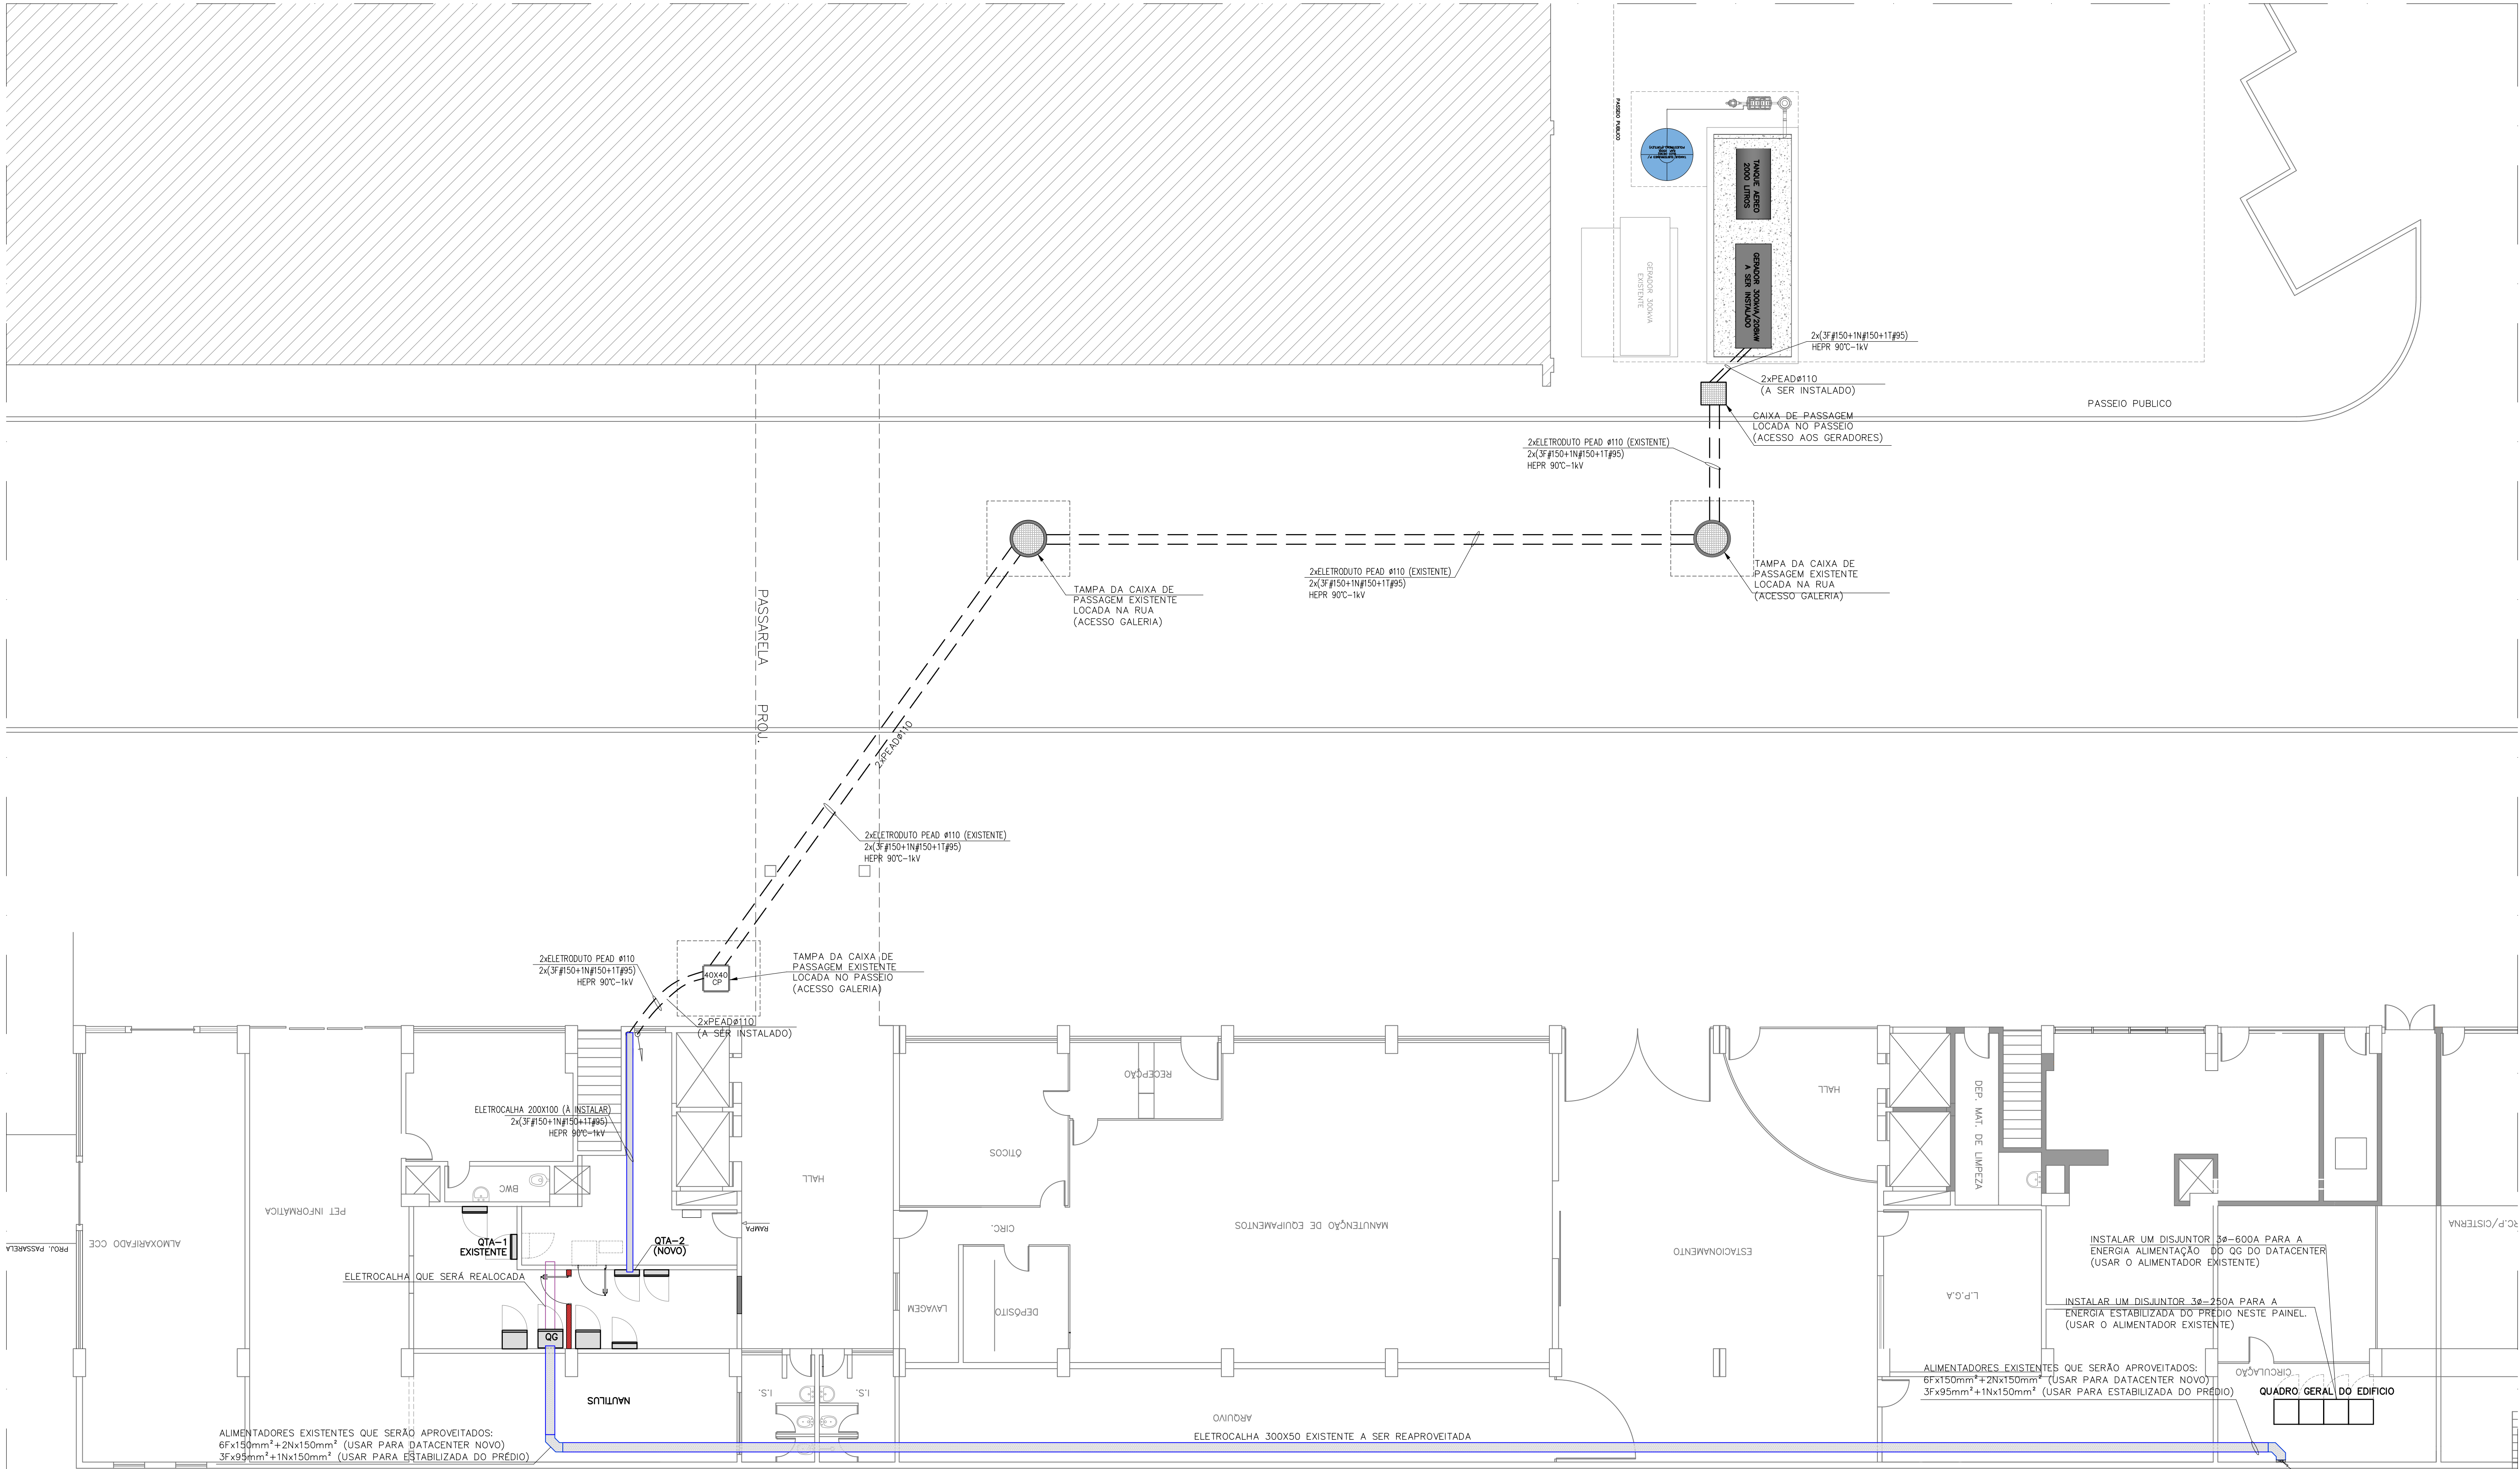 PASSEIO PUBLICO
TANQUE AEREO
2000 LITROS
GERADOR 300kVA
EXISTENTE
GERADOR 300kVA/208kW
A SER INSTALADO
2x(3F#150+1N#150+1T#95)
HEPR 90°C-1kV
2xPEADø110
(A SER INSTALADO)
PASSEIO PUBLICO
CAIXA DE PASSAGEM
LOCADA NO PASSEIO
(ACESSO AOS GERADORES)
2xELETRODUTO PEAD ø110 (EXISTENTE)
2x(3F#150+1N#150+1T#95)
HEPR 90°C-1kV
TAMPA DA CAIXA DE
PASSAGEM EXISTENTE
LOCADA NA RUA
(ACESSO GALERIA)
2xELETRODUTO PEAD ø110 (EXISTENTE)
2x(3F#150+1N#150+1T#95)
HEPR 90°C-1kV
TAMPA DA CAIXA DE
PASSAGEM EXISTENTE
LOCADA NA RUA
(ACESSO GALERIA)
PASSARELA PROJ.
2xPEADø110
2xELETRODUTO PEAD ø110 (EXISTENTE)
2x(3F#150+1N#150+1T#95)
HEPR 90°C-1kV
2xELETRODUTO PEAD ø110
2x(3F#150+1N#150+1T#95)
HEPR 90°C-1kV
40X40
CP
TAMPA DA CAIXA DE
PASSAGEM EXISTENTE
LOCADA NO PASSEIO
(ACESSO GALERIA)
2xPEADø110
(A SER INSTALADO)
ELETROCALHA 200X100 (À INSTALAR)
2x(3F#150+1N#150+1T#95)
HEPR 90°C-1kV
RECEPÇÃO
HALL
DEP. MAT. DE LIMPEZA
ÓTICOS
HALL
BWC
PET INFORMÁTICA
ALMOXARIFADO CCE
PROJ. PASSARELA
QTA-1
EXISTENTE
QTA-2
(NOVO)
RAMPA
CIRC.
MANUTENÇÃO DE EQUIPAMENTOS
ESTACIONAMENTO
RC.P/CISTERNA
INSTALAR UM DISJUNTOR 3ø-600A PARA A
ENERGIA ALIMENTAÇÃO DO QG DO DATACENTER
(USAR O ALIMENTADOR EXISTENTE)
ELETROCALHA QUE SERÁ REALOCADA
LAVAGEM
DEPÓSITO
L.P.G.A
INSTALAR UM DISJUNTOR 3ø-250A PARA A
ENERGIA ESTABILIZADA DO PRÉDIO NESTE PAINEL.
(USAR O ALIMENTADOR EXISTENTE)
QG
NAUTILUS
I.S.
I.S.
ALIMENTADORES EXISTENTES QUE SERÃO APROVEITADOS:
6Fx150mm²+2Nx150mm² (USAR PARA DATACENTER NOVO)
3Fx95mm²+1Nx150mm² (USAR PARA ESTABILIZADA DO PRÉDIO)
CIRCULAÇÃO
QUADRO GERAL DO EDIFICIO
ARQUIVO
ALIMENTADORES EXISTENTES QUE SERÃO APROVEITADOS:
6Fx150mm²+2Nx150mm² (USAR PARA DATACENTER NOVO)
3Fx95mm²+1Nx150mm² (USAR PARA ESTABILIZADA DO PRÉDIO)
ELETROCALHA 300X50 EXISTENTE A SER REAPROVEITADA